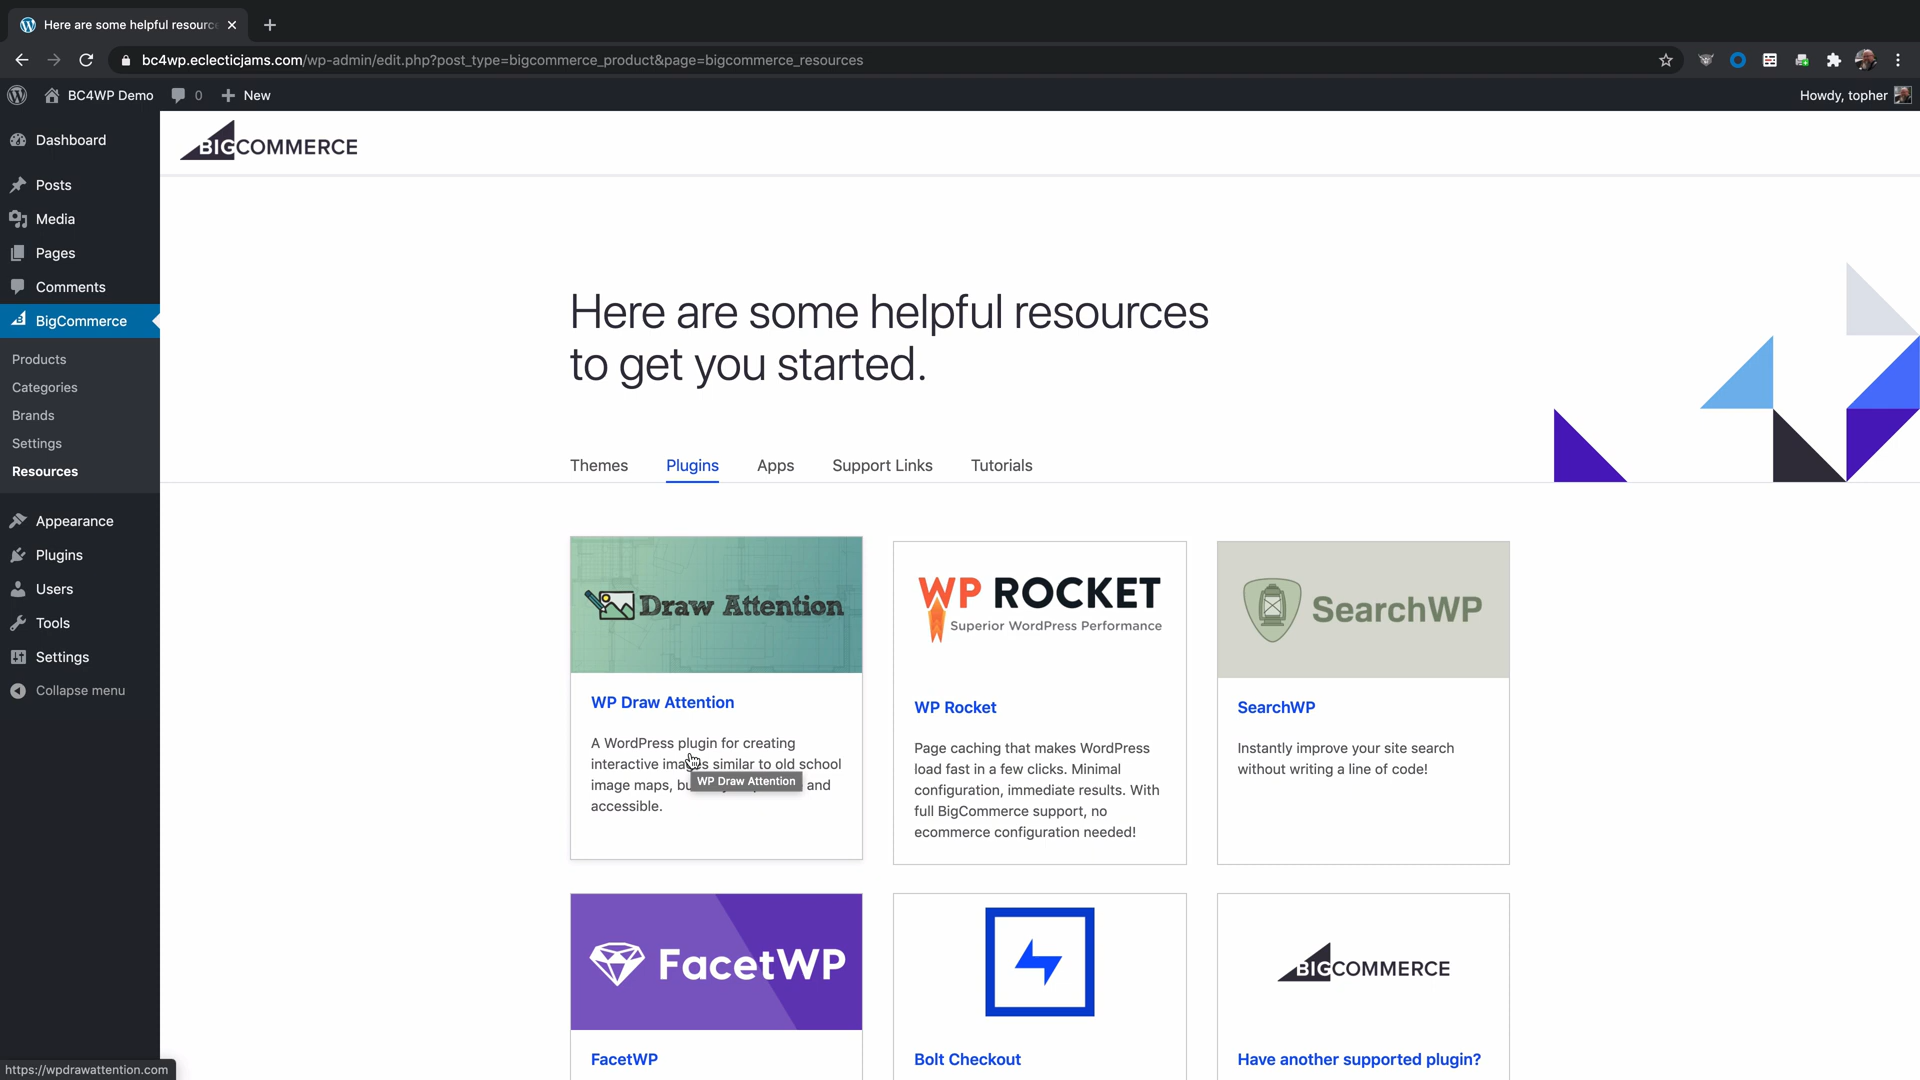 Here are some helpful resourc
bc4wp.eclecticjams.com/wp-admin/edit.php?post_type=bigcommerce_product&page=bigcommerce_resources
BC4WP Demo
0
New
Howdy, topher
Dashboard
Posts
Media
Pages
Comments
BigCommerce
Products
Categories
Brands
Settings
Resources
Appearance
Plugins
Users
Tools
Settings
Collapse menu
BIGCOMMERCE
Here are some helpful resources
to get you started.
Themes
Plugins
Apps
Support Links
Tutorials
Draw Attention
WP Draw Attention
A WordPress plugin for creating
interactive images similar to old school
image maps, and
accessible.
WP Draw Attention
WP ROCKET
Superior WordPress Performance
WP Rocket
Page caching that makes WordPress
load fast in a few clicks. Minimal
configuration, immediate results. With
full BigCommerce support, no
ecommerce configuration needed!
SearchWP
SearchWP
Instantly improve your site search
without writing a line of code!
FacetWP
FacetWP
Bolt Checkout
BIGCOMMERCE
Have another supported plugin?
https://wpdrawattention.com